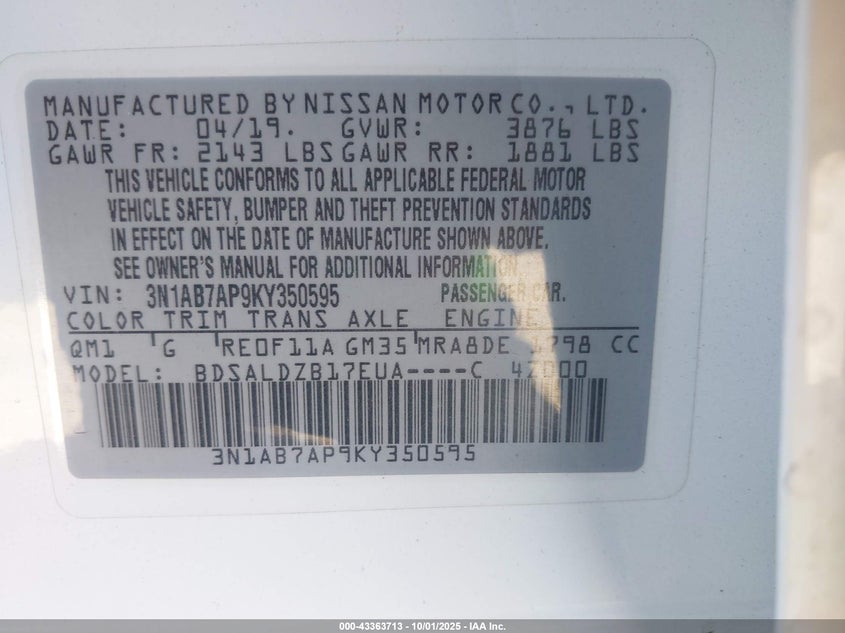 MANUFACTURED BY NISSAN MOTOR CO., LTD.
DATE: 04/19. GVWR: 3876 LBS
GAWR FR: 2143 LBS GAWR RR: 1881 LBS
THIS VEHICLE CONFORMS TO ALL APPLICABLE FEDERAL MOTOR
VEHICLE SAFETY, BUMPER AND THEFT PREVENTION STANDARDS
IN EFFECT ON THE DATE OF MANUFACTURE SHOWN ABOVE.
SEE OWNER'S MANUAL FOR ADDITIONAL INFORMATION.
VIN: 3N1AB7AP9KY350595 PASSENGER CAR.
COLOR TRIM TRANS AXLE ENGINE
QM1 'G 'RE0F11A GM35 'MRA8DE 1798 CC
MODEL: BDSALDZB17EUA----C 4Z000
3N1AB7AP9KY350595
000-43363713 - 10/01/2025 - IAA Inc.